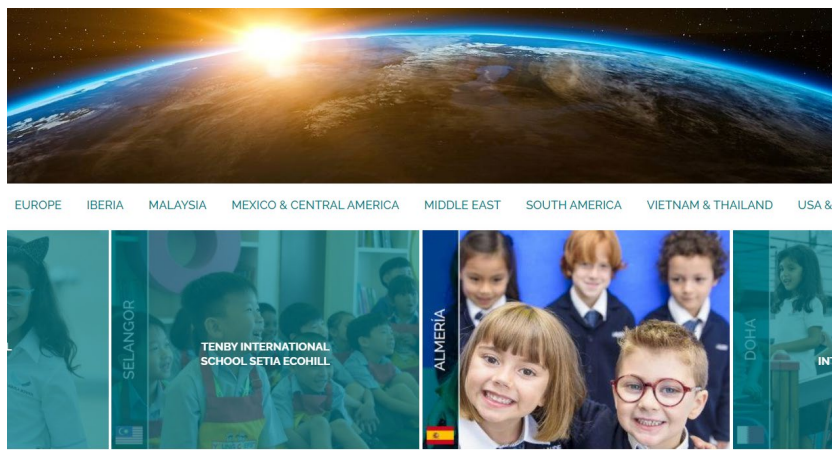 EUROPE IBERIA MALAYSIA MEXICO & CENTRAL AMERICA MIDDLE EAST SOUTH AMERICA VIETNAM & THAILAND USA &
SELANGOR
TENBY INTERNATIONAL
SCHOOL SETIA ECOHILL
ALMERÍA
DOHA